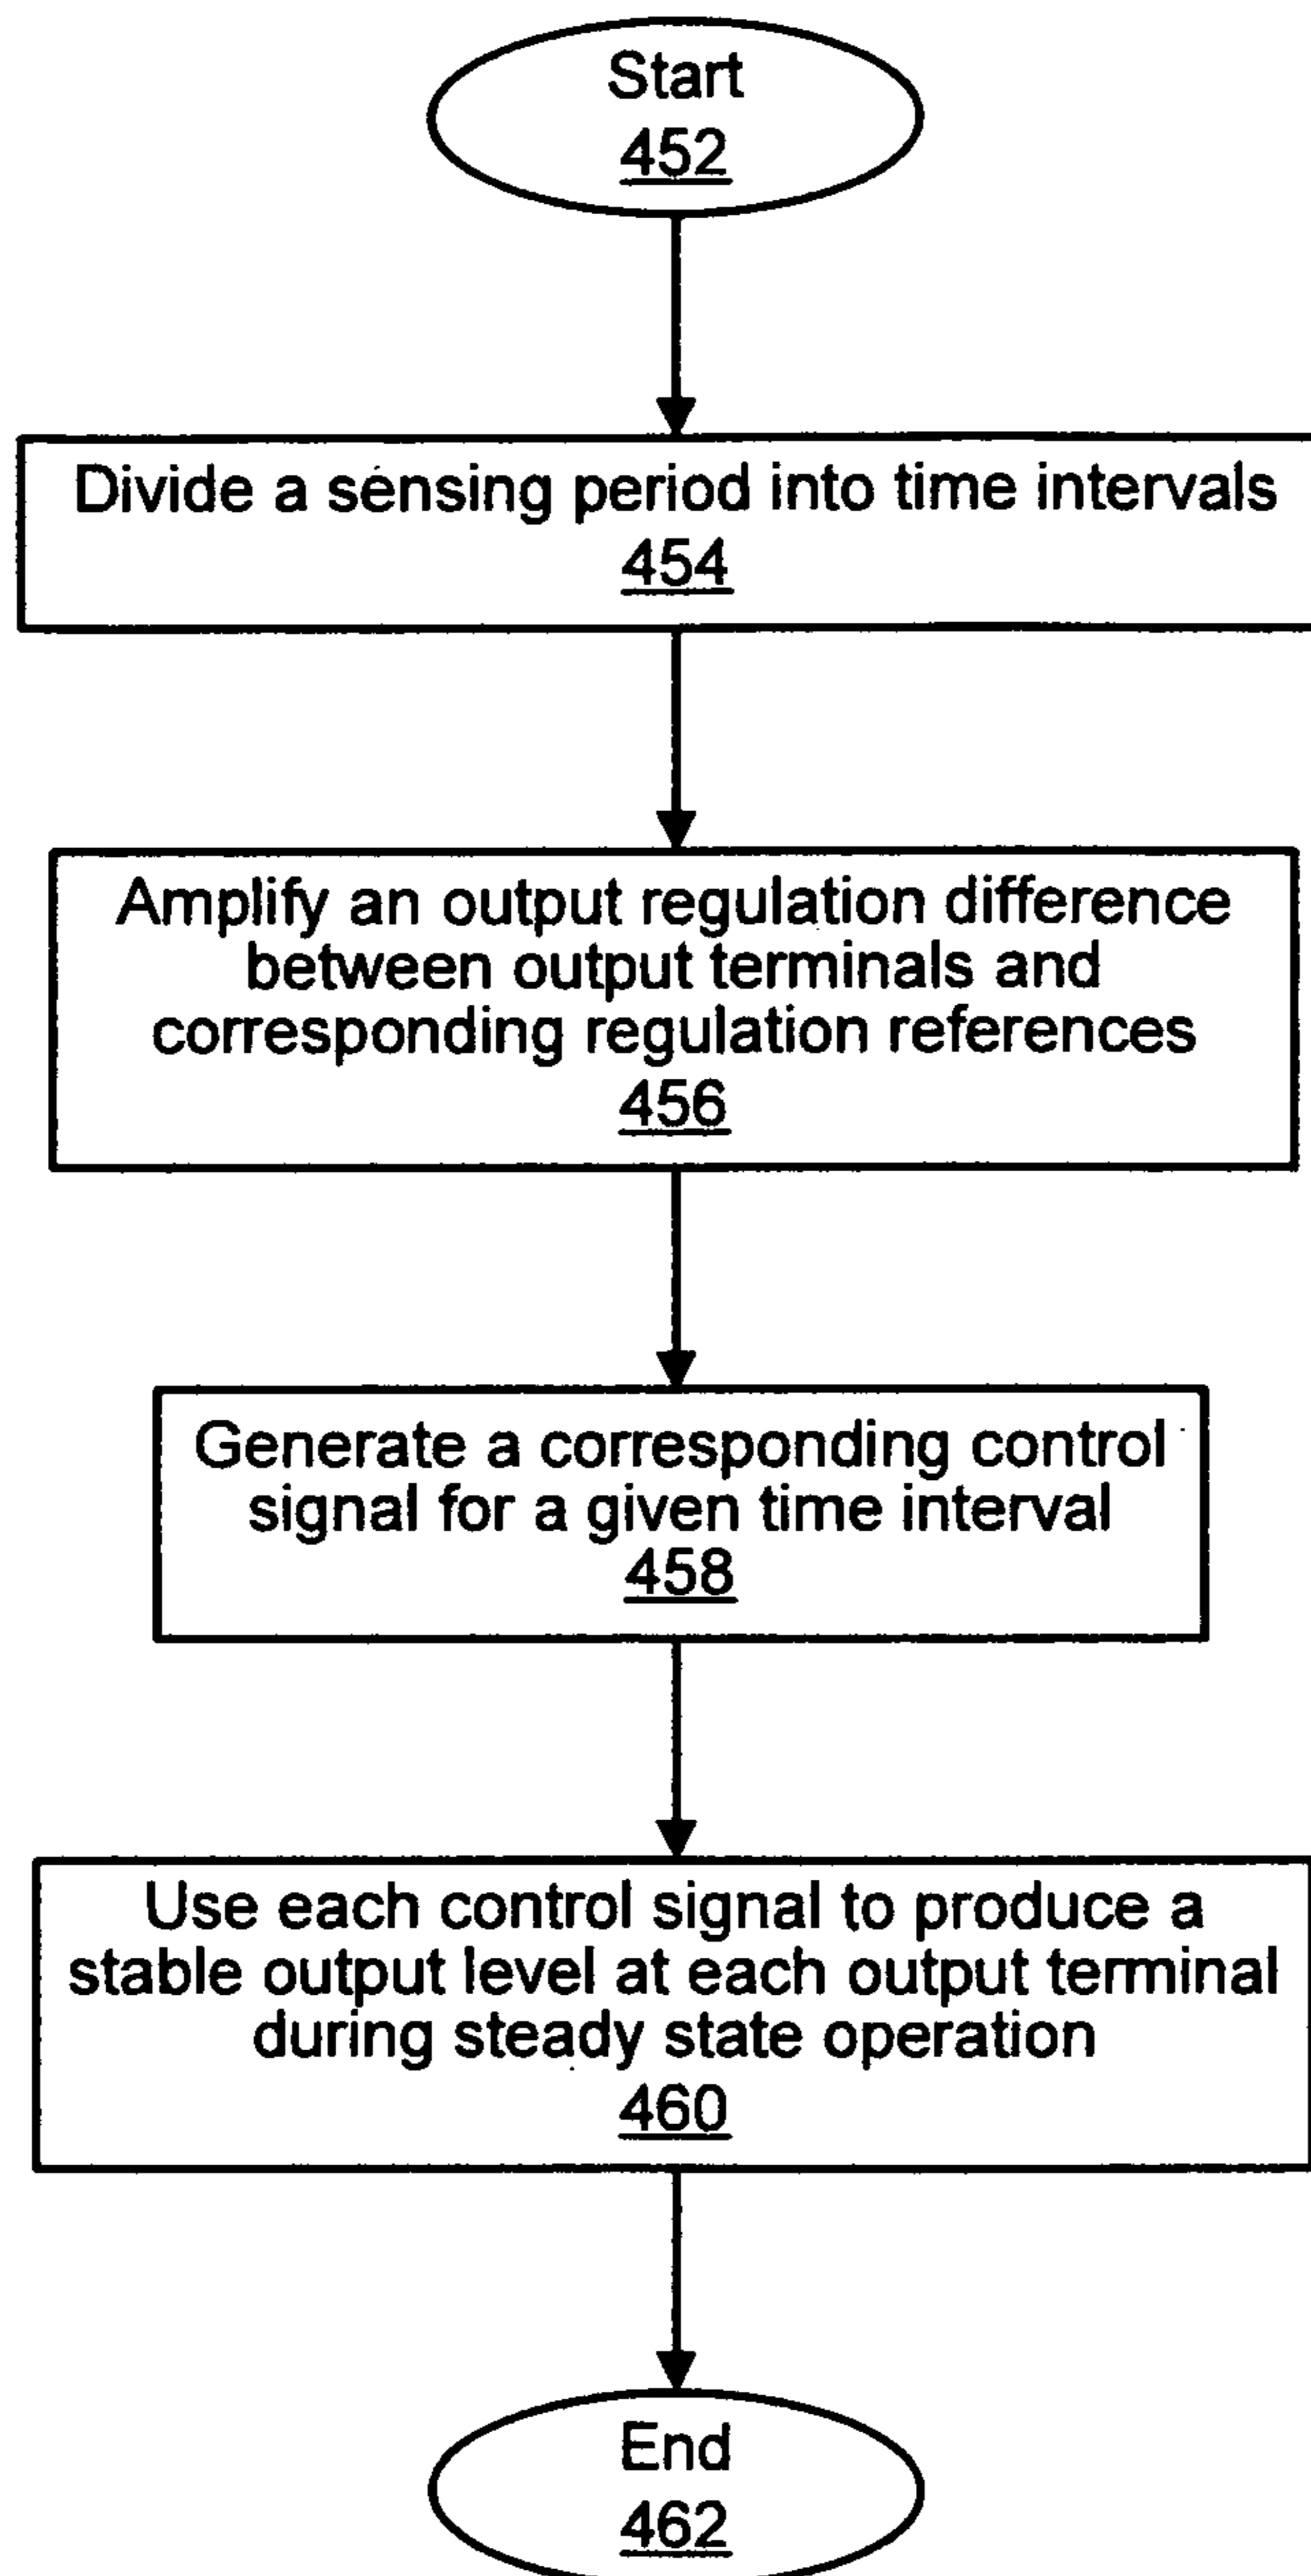 Start
452
Divide a sensing period into time intervals
454
Amplify an output regulation difference
between output terminals and
corresponding regulation references
456
Generate a corresponding control
signal for a given time interval
458
Use each control signal to produce a
stable output level at each output terminal
during steady state operation
460
End
462